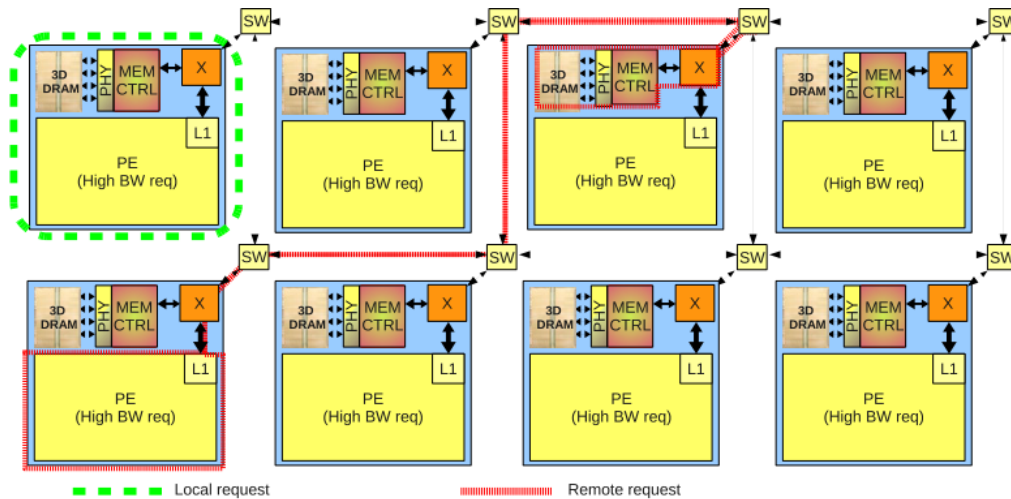 SW
SW
SW
SW
3D
DRAM
PHY
MEM
CTRL
X
L1
PE
(High BW req)
3D
DRAM
PHY
MEM
CTRL
X
L1
PE
(High BW req)
3D
DRAM
PHY
MEM
CTRL
X
L1
PE
(High BW req)
3D
DRAM
PHY
MEM
CTRL
X
L1
PE
(High BW req)
SW
SW
SW
SW
3D
DRAM
PHY
MEM
CTRL
X
L1
PE
(High BW req)
3D
DRAM
PHY
MEM
CTRL
X
L1
PE
(High BW req)
3D
DRAM
PHY
MEM
CTRL
X
L1
PE
(High BW req)
3D
DRAM
PHY
MEM
CTRL
X
L1
PE
(High BW req)
Local request
Remote request